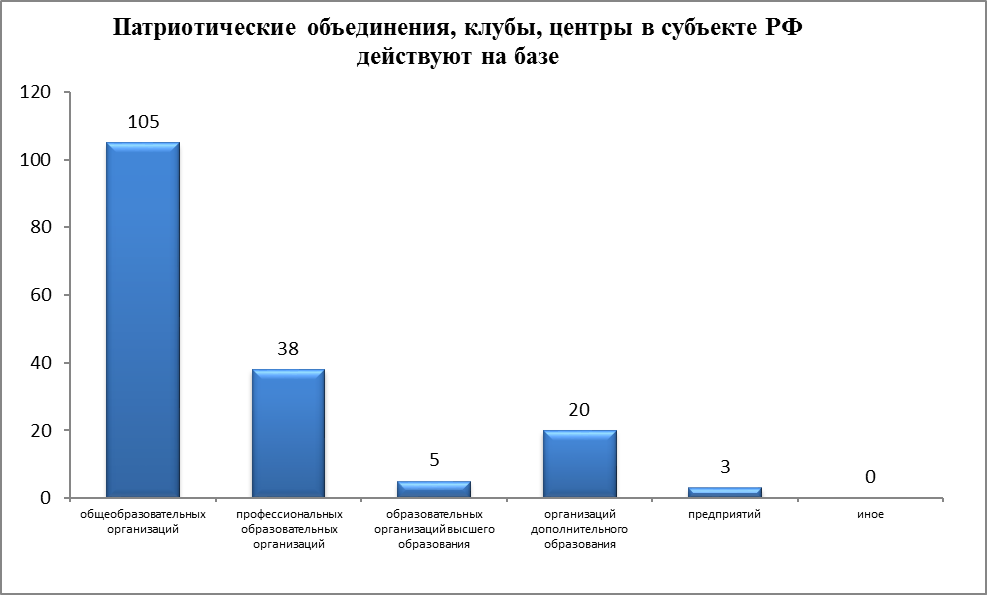 Патриотические объединения, клубы, центры в субъекте РФ
действуют на базе
120
100
80
60
40
20
0
105
38
5
20
3
0
общеобразовательных
организаций
профессиональных
образовательных
организаций
образовательных
организаций высшего
образования
организаций
дополнительного
образования
предприятий
иное